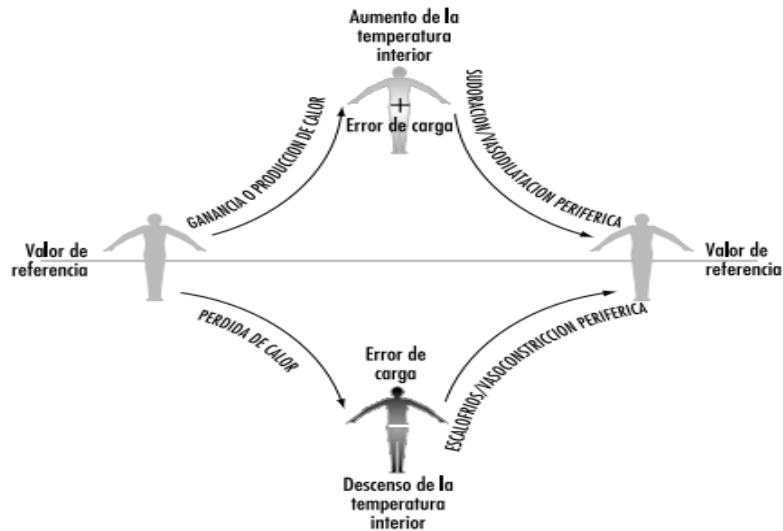 Aumento de la
temperatura
interior
+
Error de carga
GANANCIA O PRODUCCION DE CALOR
SUDORACION/VASODILATACION PERIFERICA
Valor de
referencia
Valor de
referencia
PERDIDA DE CALOR
ESCALOFRIOS/VASOCONSTRICCION PERIFERICA
Error de
carga
Descenso de la
temperatura
interior